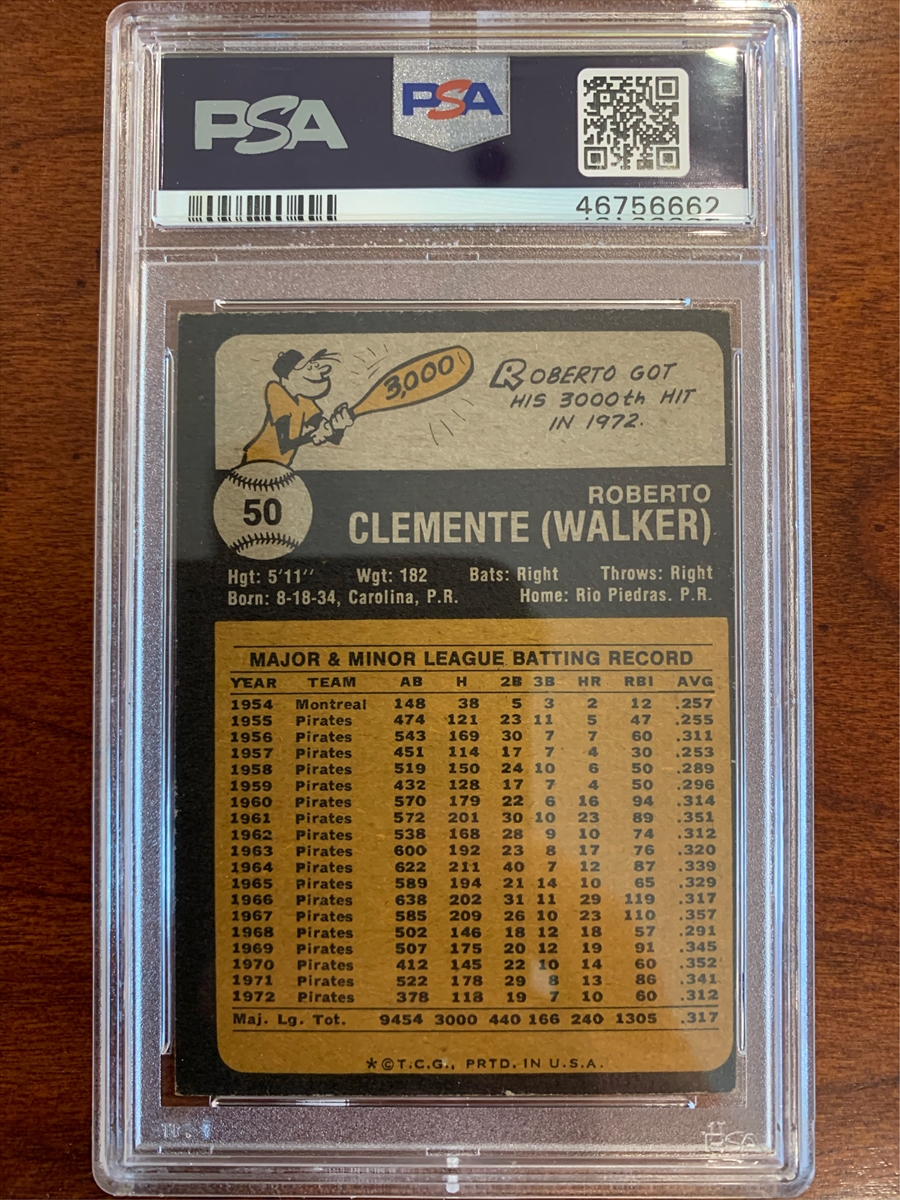 PSA PSA
46756662
3,000
ROBERTO GOT
HIS 3000th HIT
IN 1972.
50
ROBERTO
CLEMENTE (WALKER)
Hgt: 5'11'' Wgt: 182 Bats: Right Throws: Right
Born: 8-18-34, Carolina, P.R. Home: Rio Piedras. P.R.
MAJOR & MINOR LEAGUE BATTING RECORD
YEAR TEAM AB H 2B 3B HR RBI AVG
1954 Montreal 148 38 5 3 2 12 .257
1955 Pirates 474 121 23 11 5 47 .255
1956 Pirates 543 169 30 7 7 60 .311
1957 Pirates 451 114 17 7 4 30 .253
1958 Pirates 519 150 24 10 6 50 .289
1959 Pirates 432 128 17 7 4 50 .296
1960 Pirates 570 179 22 6 16 94 .314
1961 Pirates 572 201 30 10 23 89 .351
1962 Pirates 538 168 28 9 10 74 .312
1963 Pirates 600 192 23 8 17 76 .320
1964 Pirates 622 211 40 7 12 87 .339
1965 Pirates 589 194 21 14 10 65 .329
1966 Pirates 638 202 31 11 29 119 .317
1967 Pirates 585 209 26 10 23 110 .357
1968 Pirates 502 146 18 12 18 57 .291
1969 Pirates 507 175 20 12 19 91 .345
1970 Pirates 412 145 22 10 14 60 .352
1971 Pirates 522 178 29 8 13 86 .341
1972 Pirates 378 118 19 7 10 60 .312
Maj. Lg. Tot. 9454 3000 440 166 240 1305 .317
*©T.C.G., PRTD. IN U.S.A.
PSA